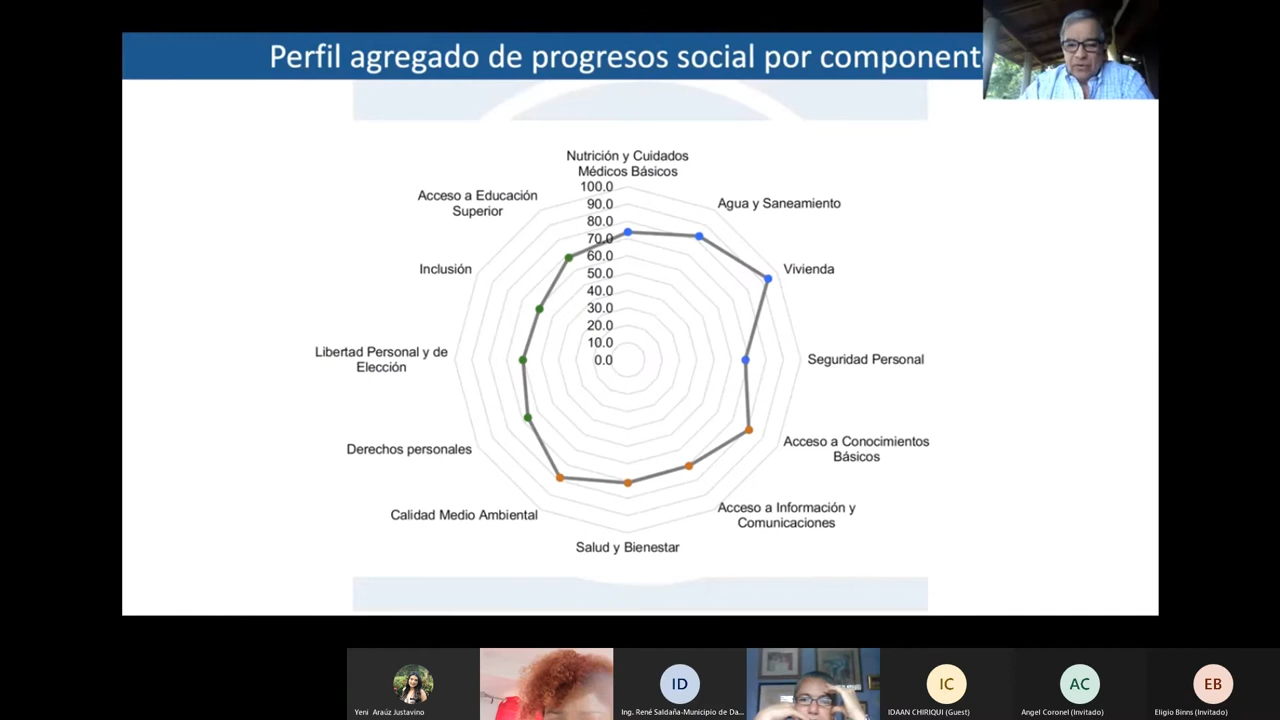 Perfil agregado de progresos social por component
Nutrición y Cuidados
Médicos Básicos
Agua y Saneamiento
Vivienda
Seguridad Personal
Acceso a Conocimientos
Básicos
Acceso a Información y
Comunicaciones
Salud y Bienestar
Calidad Medio Ambiental
Derechos personales
Libertad Personal y de
Elección
Inclusión
Acceso a Educación
Superior
100.0
90.0
80.0
70.0
60.0
50.0
40.0
30.0
20.0
10.0
0.0
Yeni Araúz Justavino
ID
Ing. René Saldaña-Municipio de Da...
IC
IDAAN CHIRIQUI (Guest)
AC
Angel Coronel (Invitado)
EB
Eligio Binns (Invitado)